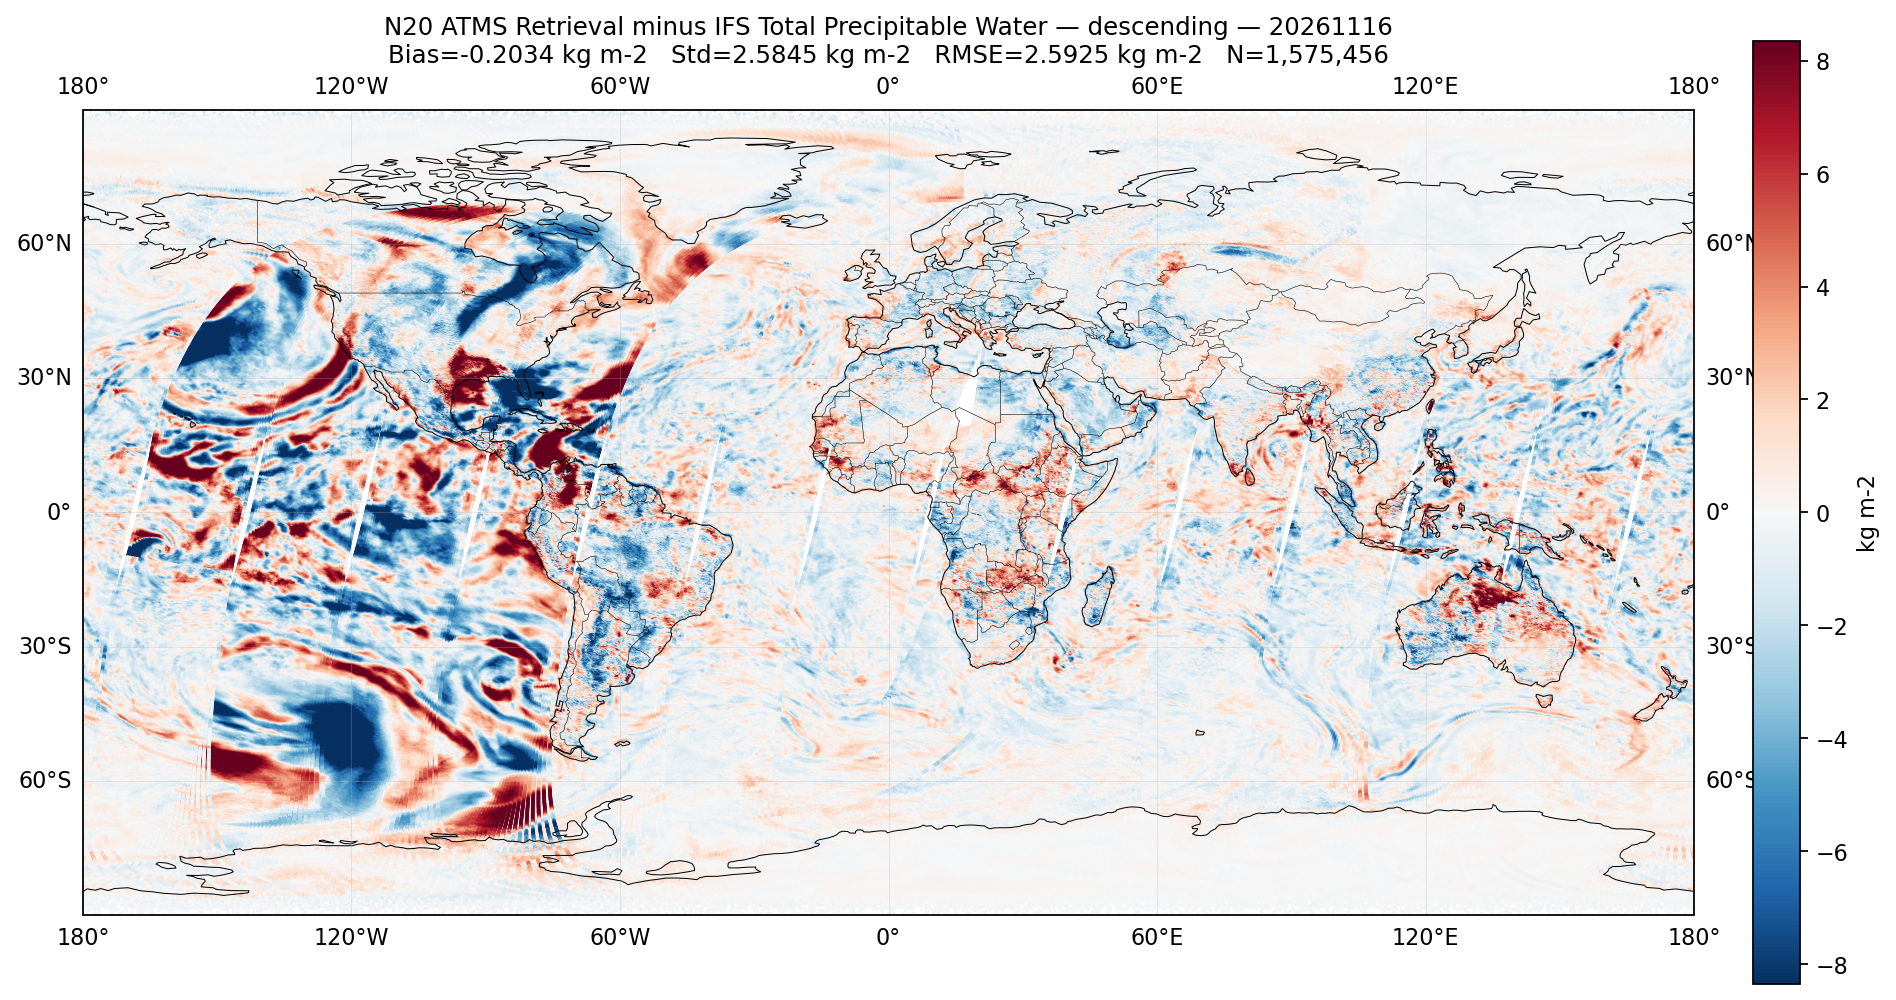 N20 ATMS Retrieval minus IFS Total Precipitable Water — descending — 20261116
Bias=-0.2034 kg m-2 Std=2.5845 kg m-2 RMSE=2.5925 kg m-2 N=1,575,456
180° 120°W 60°W 0° 60°E 120°E 180°
60°N 60°N
30°N 30°N
0° 0°
30°S 30°S
60°S 60°S
180° 120°W 60°W 0° 60°E 120°E 180°
8
6
4
2
0
−2
−4
−6
−8
kg m-2